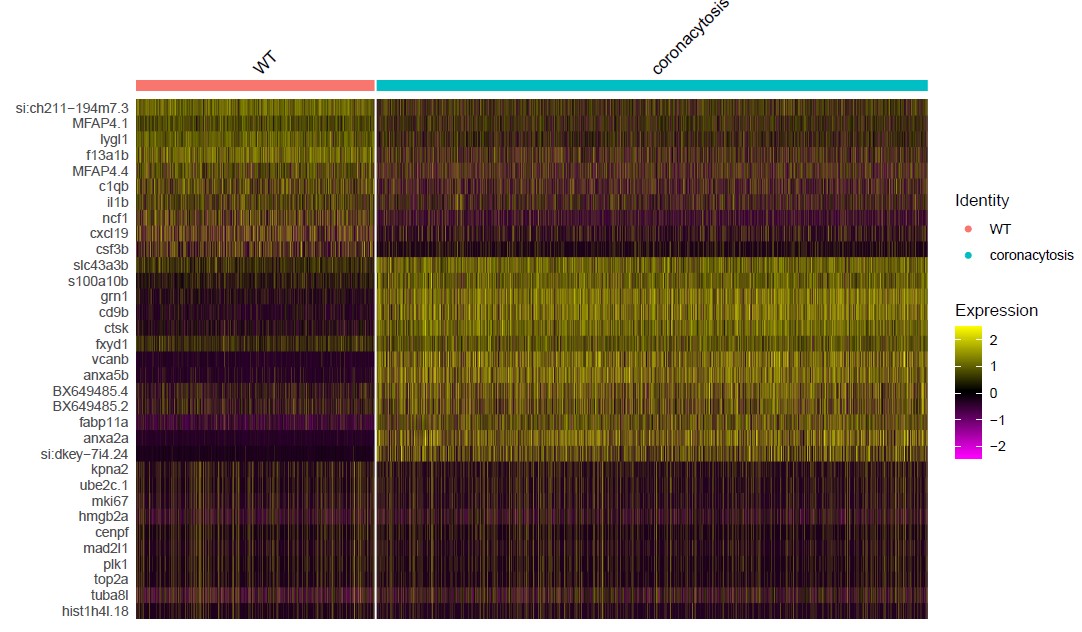 WT
coronacytosis
si:ch211−194m7.3
MFAP4.1
lygl1
f13a1b
MFAP4.4
c1qb
il1b
ncf1
cxcl19
csf3b
slc43a3b
s100a10b
grn1
cd9b
ctsk
fxyd1
vcanb
anxa5b
BX649485.4
BX649485.2
fabp11a
anxa2a
si:dkey−7i4.24
kpna2
ube2c.1
mki67
hmgb2a
cenpf
mad2l1
plk1
top2a
tuba8l
hist1h4l.18
Identity
WT
coronacytosis
Expression
2
1
0
−1
−2